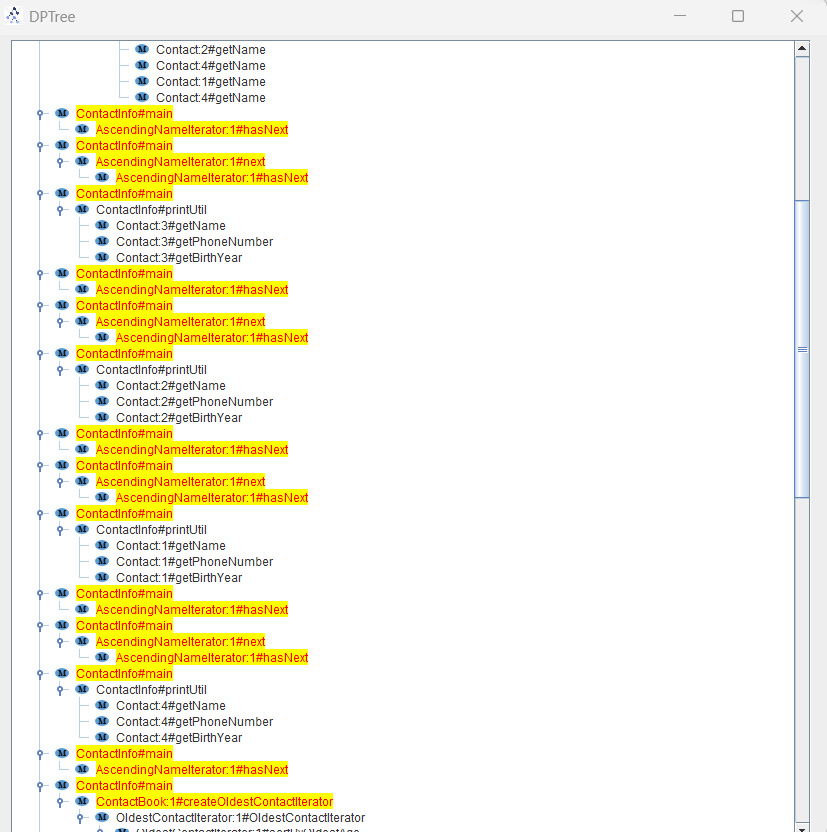 DPTree
Contact:2#getName
Contact:4#getName
Contact:1#getName
Contact:4#getName
ContactInfo#main
AscendingNameIterator:1#hasNext
ContactInfo#main
AscendingNameIterator:1#next
AscendingNameIterator:1#hasNext
ContactInfo#main
ContactInfo#printUtil
Contact:3#getName
Contact:3#getPhoneNumber
Contact:3#getBirthYear
ContactInfo#main
AscendingNameIterator:1#hasNext
ContactInfo#main
AscendingNameIterator:1#next
AscendingNameIterator:1#hasNext
ContactInfo#main
ContactInfo#printUtil
Contact:2#getName
Contact:2#getPhoneNumber
Contact:2#getBirthYear
ContactInfo#main
AscendingNameIterator:1#hasNext
ContactInfo#main
AscendingNameIterator:1#next
AscendingNameIterator:1#hasNext
ContactInfo#main
ContactInfo#printUtil
Contact:1#getName
Contact:1#getPhoneNumber
Contact:1#getBirthYear
ContactInfo#main
AscendingNameIterator:1#hasNext
ContactInfo#main
AscendingNameIterator:1#next
AscendingNameIterator:1#hasNext
ContactInfo#main
ContactInfo#printUtil
Contact:4#getName
Contact:4#getPhoneNumber
Contact:4#getBirthYear
ContactInfo#main
AscendingNameIterator:1#hasNext
ContactInfo#main
ContactBook:1#createOldestContactIterator
OldestContactIterator:1#OldestContactIterator